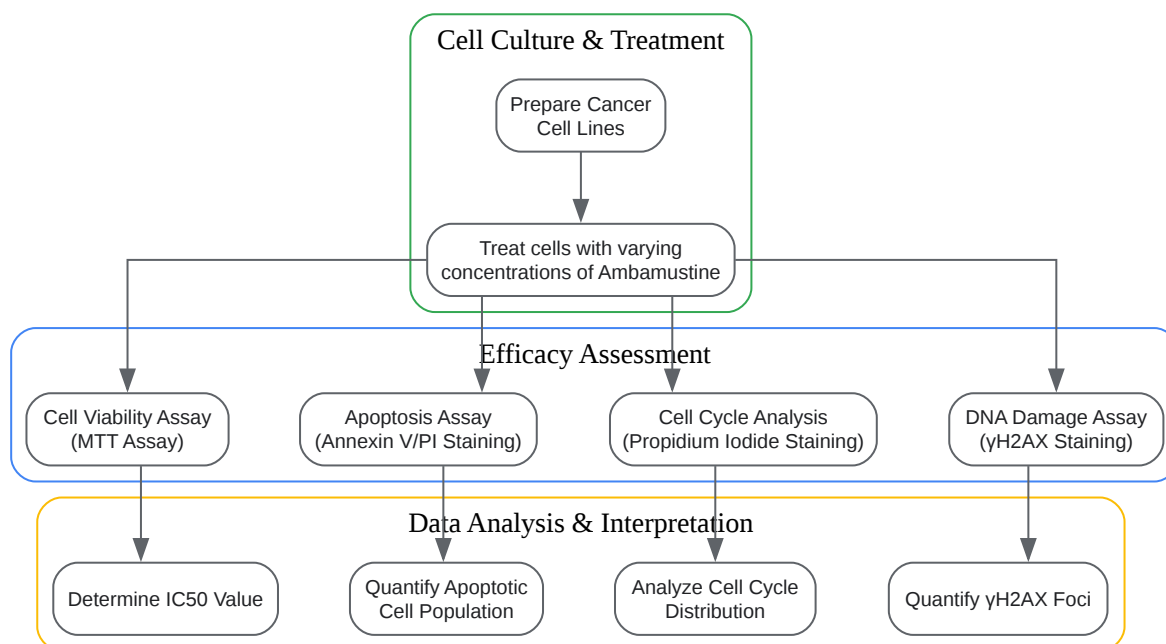 Cell Culture & Treatment
Prepare Cancer
Cell Lines
Treat cells with varying
concentrations of Ambamustine
Efficacy Assessment
Cell Viability Assay
(MTT Assay)
Apoptosis Assay
(Annexin V/PI Staining)
Cell Cycle Analysis
(Propidium Iodide Staining)
DNA Damage Assay
(γH2AX Staining)
Data Analysis & Interpretation
Determine IC50 Value
Quantify Apoptotic
Cell Population
Analyze Cell Cycle
Distribution
Quantify γH2AX Foci